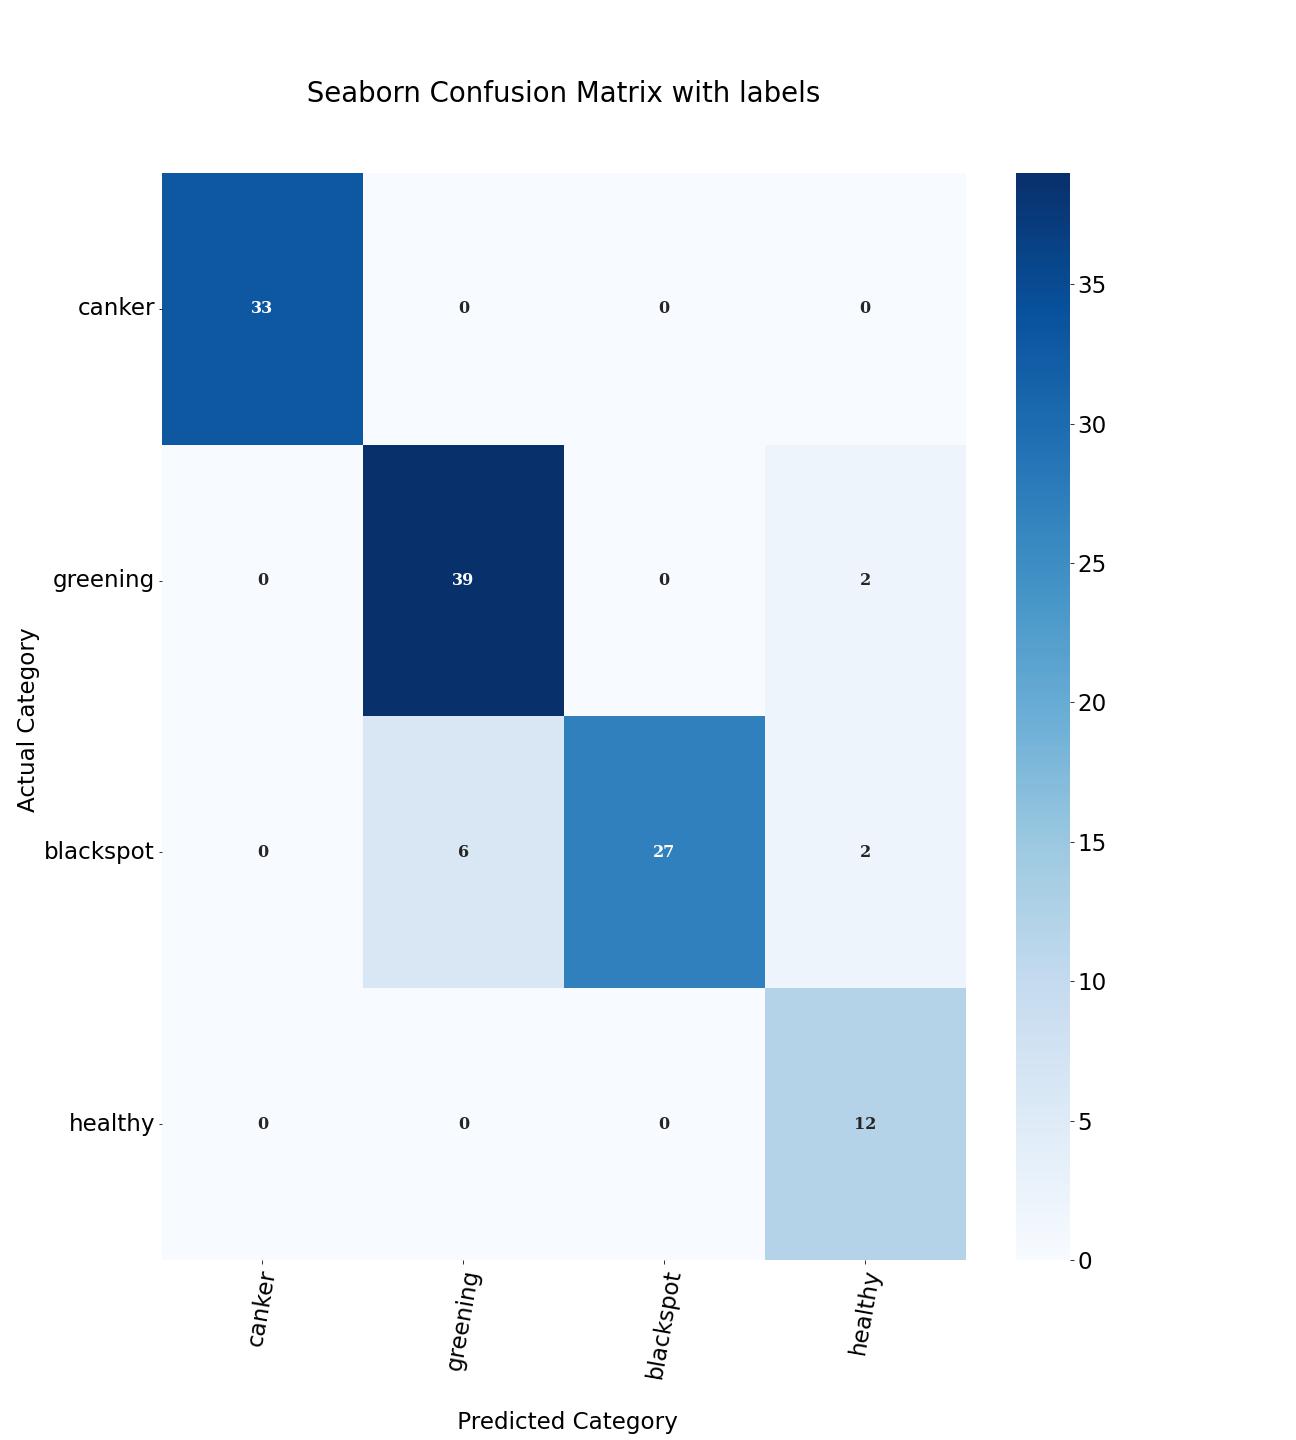 Seaborn Confusion Matrix with labels
canker 33 0 0 0
greening 0 39 0 2
blackspot 0 6 27 2
healthy 0 0 0 12
Actual Category
canker greening blackspot healthy
Predicted Category
35
30
25
20
15
10
5
0